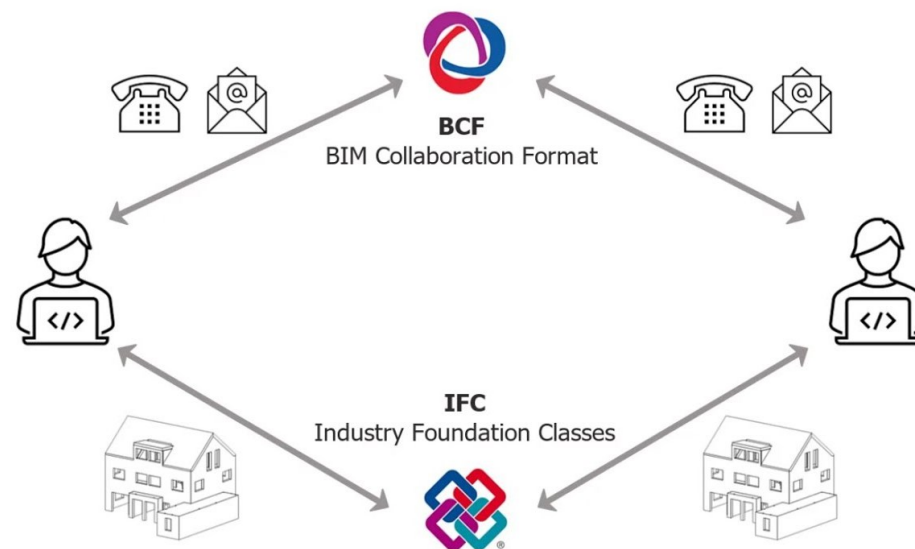 @
@
BCF
BIM Collaboration Format
</>
</>
IFC
Industry Foundation Classes
®